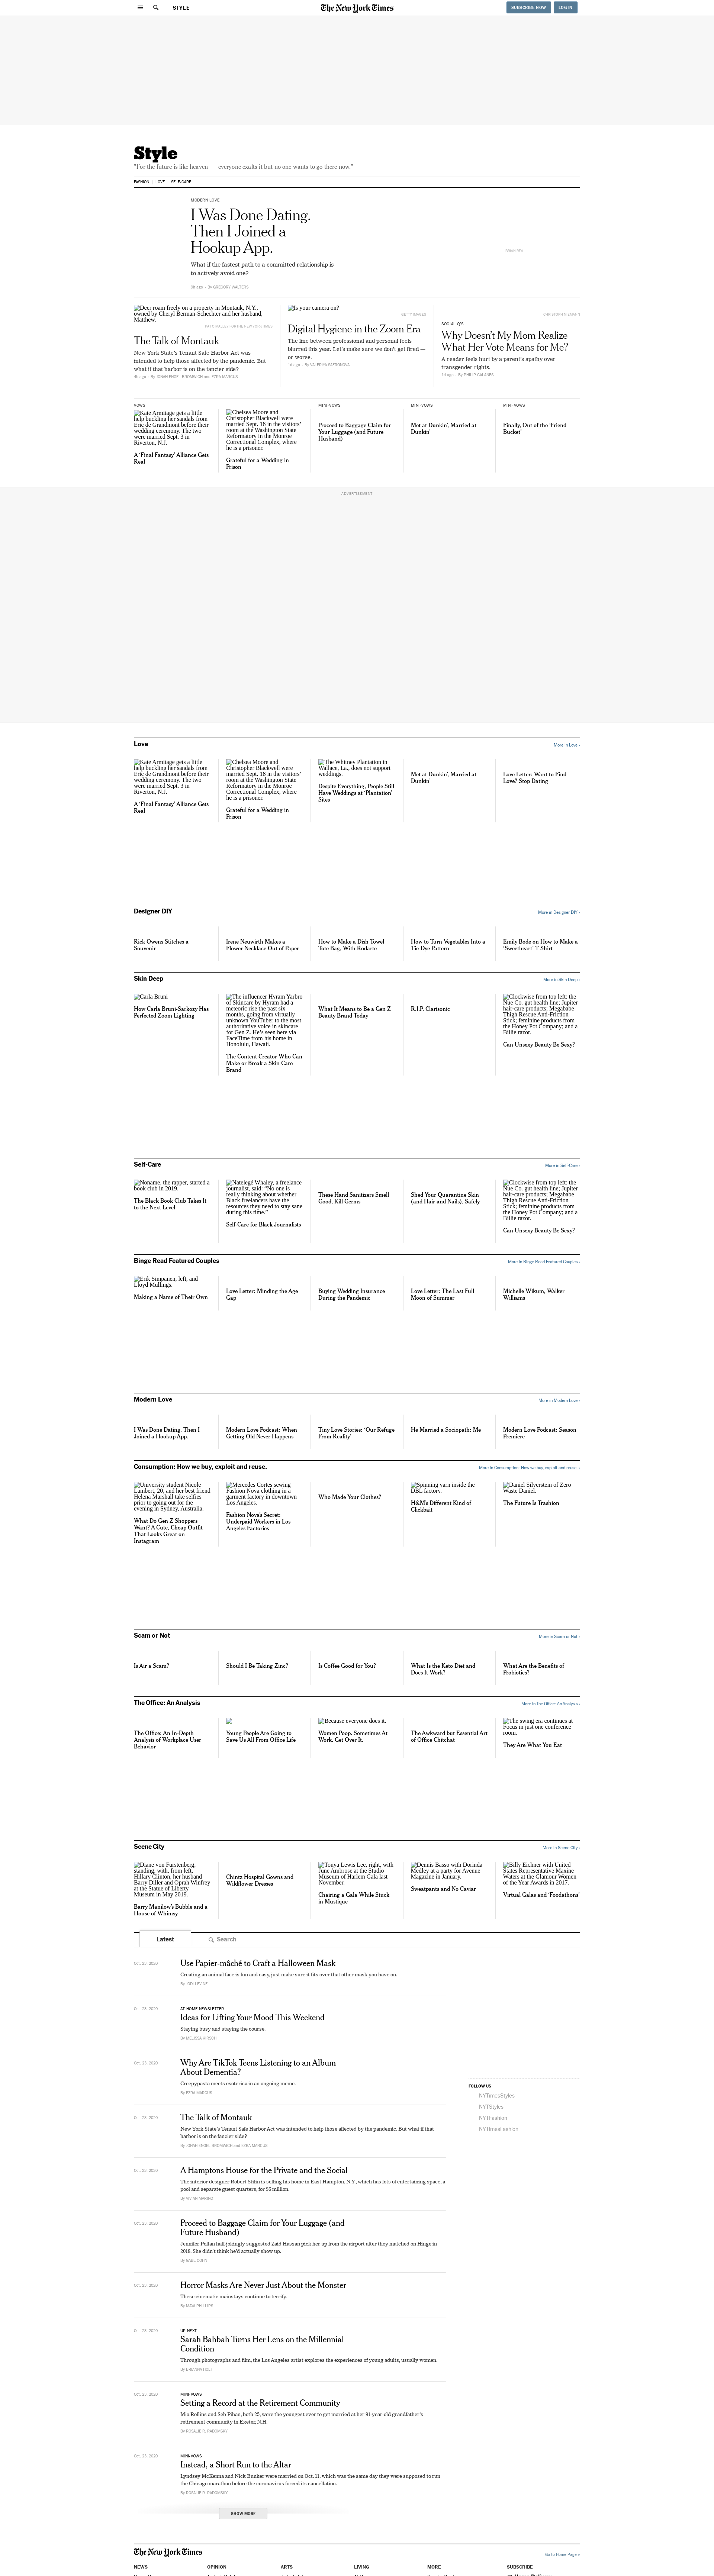 STYLE
The New York Times
SUBSCRIBE NOW
LOG IN
Style
"For the future is like heaven — everyone exalts it but no one wants to go there now."
FASHION
LOVE
SELF-CARE
MODERN LOVE
I Was Done Dating.
Then I Joined a
Hookup App.
What if the fastest path to a committed relationship is
to actively avoid one?
By GREGORY WALTERS
Deer roam freely on a property in Montauk, N.Y.,
owned by Cheryl Berman-Schechter and her husband,
Matthew.
The Talk of Montauk
New York State's Tenant Safe Harbor Act was
intended to help those affected by the pandemic. But
what if that harbor is on the fancier side?
4h ago - By JONAH ENGEL BROMWICH and EZRA MARCUS
Is your camera on?
GETTY IMAGES
Digital Hygiene in the Zoom Era
The line between professional and personal feels
blurred this year. Let's make sure we don't get fired —
or worse.
1d ago - By VALERIYA SAFRONOVA
SOCIAL Q'S
Why Doesn't My Mom Realize
What Her Vote Means for Me?
A reader feels hurt by a parent's apathy over
transgender rights.
1d ago - By PHILIP GALANES
VOWS
Kate Armitage gets a little
help buckling her sandals from
Eric de Grandmont before their
wedding ceremony. The two
were married Sept. 3 in
Riverton, N.J.
A 'Final Fantasy' Alliance Gets
Real
Chelsea Moore and
Christopher Blackwell were
married Sept. 18 in the visitors'
room at the Washington State
Reformatory in the Monroe
Correctional Complex, where
he is a prisoner.
Grateful for a Wedding in
Prison
MINI-VOWS
Proceed to Baggage Claim for
Your Luggage (and Future
Husband)
MINI-VOWS
Met at Dunkin', Married at
Dunkin'
MINI-VOWS
Finally, Out of the 'Friend
Bucket'
ADVERTISEMENT
Love
More in Love ›
Kate Armitage gets a little
help buckling her sandals from
Eric de Grandmont before their
wedding ceremony. The two
were married Sept. 3 in
Riverton, N.J.
A 'Final Fantasy' Alliance Gets
Real
Chelsea Moore and
Christopher Blackwell were
married Sept. 18 in the visitors'
room at the Washington State
Reformatory in the Monroe
Correctional Complex, where
he is a prisoner.
Grateful for a Wedding in
Prison
The Whitney Plantation in
Wallace, La., does not support
weddings.
Despite Everything, People Still
Have Weddings at 'Plantation'
Sites
Met at Dunkin', Married at
Dunkin'
Love Letter: Want to Find
Love? Stop Dating
Designer DIY
More in Designer DIY ›
Rick Owens Stitches a
Souvenir
Irene Neuwirth Makes a
Flower Necklace Out of Paper
How to Make a Dish Towel
Tote Bag, With Rodarte
How to Turn Vegetables Into a
Tie-Dye Pattern
Emily Bode on How to Make a
'Sweetheart' T-Shirt
Skin Deep
More in Skin Deep ›
Carla Bruni
How Carla Bruni-Sarkozy Has
Perfected Zoom Lighting
The influencer Hyram Yarbro
of Skincare by Hyram had a
meteoric rise the past six
months, going from virtually
unknown YouTuber to the most
authoritative voice in skincare
for Gen Z. He's seen here via
FaceTime from his home in
Honolulu, Hawaii.
The Content Creator Who Can
Make or Break a Skin Care
Brand
What It Means to Be a Gen Z
Beauty Brand Today
R.I.P. Clarisonic
Clockwise from top left: the
Nue Co. gut health line; Jupiter
hair-care products; Megababe
Thigh Rescue Anti-Friction
Stick; feminine products from
the Honey Pot Company; and a
Billie razor.
Can Unsexy Beauty Be Sexy?
Self-Care
More in Self-Care ›
Noname, the rapper, started a
book club in 2019.
The Black Book Club Takes It
to the Next Level
Natelegé Whaley, a freelance
journalist, said: "No one is
really thinking about whether
Black freelancers have the
resources they need to stay sane
during this time."
Self-Care for Black Journalists
These Hand Sanitizers Smell
Good, Kill Germs
Shed Your Quarantine Skin
(and Hair and Nails), Safely
Clockwise from top left: the
Nue Co. gut health line; Jupiter
hair-care products; Megababe
Thigh Rescue Anti-Friction
Stick; feminine products from
the Honey Pot Company; and a
Billie razor.
Can Unsexy Beauty Be Sexy?
Binge Read Featured Couples
More in Binge Read Featured Couples ›
Erik Simpanen, left, and
Lloyd Mullings.
Making a Name of Their Own
Love Letter: Minding the Age
Gap
Buying Wedding Insurance
During the Pandemic
Love Letter: The Last Full
Moon of Summer
Michelle Wikum, Walker
Williams
Modern Love
More in Modern Love ›
I Was Done Dating. Then I
Joined a Hookup App.
Modern Love Podcast: When
Getting Old Never Happens
Tiny Love Stories: 'Our Refuge
From Reality'
He Married a Sociopath: Me
Modern Love Podcast: Season
Premiere
Consumption: How we buy, exploit and reuse.
More in Consumption: How we buy, exploit and reuse. ›
University student Nicole
Lambert, 20, and her best friend
Helena Marshall take selfies
prior to going out for the
evening in Sydney, Australia.
What Do Gen Z Shoppers
Want? A Cute, Cheap Outfit
That Looks Great on
Instagram
Mercedes Cortes sewing
Fashion Nova clothing in a
garment factory in downtown
Los Angeles.
Fashion Nova's Secret:
Underpaid Workers in Los
Angeles Factories
Who Made Your Clothes?
Spinning yarn inside the
DBL factory.
H&M's Different Kind of
Clickbait
Daniel Silverstein of Zero
Waste Daniel.
The Future Is Trashion
Scam or Not
More in Scam or Not ›
Is Air a Scam?
Should I Be Taking Zinc?
Is Coffee Good for You?
What Is the Keto Diet and
Does It Work?
What Are the Benefits of
Probiotics?
The Office: An Analysis
More in The Office: An Analysis ›
The Office: An In-Depth
Analysis of Workplace User
Behavior
Young People Are Going to
Save Us All From Office Life
Because everyone does it.
Women Poop. Sometimes At
Work. Get Over It.
The Awkward but Essential Art
of Office Chitchat
The swing era continues at
Focus in just one conference
room.
They Are What You Eat
Scene City
More in Scene City ›
Diane von Furstenberg,
standing, with, from left,
Hillary Clinton, her husband
Barry Diller and Oprah Winfrey
at the Statue of Liberty
Museum in May 2019.
Barry Manilow's Bubble and a
House of Whimsy
Chintz Hospital Gowns and
Wildflower Dresses
Tonya Lewis Lee, right, with
June Ambrose at the Studio
Museum of Harlem Gala last
November.
Chairing a Gala While Stuck
in Mustique
Dennis Basso with Dorinda
Medley at a party for Avenue
Magazine in January.
Sweatpants and No Caviar
Billy Eichner with United
States Representative Maxine
Waters at the Glamour Women
of the Year Awards in 2017.
Virtual Galas and 'Foodathons'
Latest
Search
Oct. 23, 2020
Use Papier-mâché to Craft a Halloween Mask
Creating an animal face is fun and easy, just make sure it fits over that other mask you have on.
By JODI LEVINE
Oct. 23, 2020
AT HOME NEWSLETTER
Ideas for Lifting Your Mood This Weekend
Staying busy and staying the course.
By MELISSA KIRSCH
Oct. 23, 2020
Why Are TikTok Teens Listening to an Album
About Dementia?
Creepypasta meets esoterica in an ongoing meme.
By EZRA MARCUS
Oct. 23, 2020
The Talk of Montauk
New York State's Tenant Safe Harbor Act was intended to help those affected by the pandemic. But what if that
harbor is on the fancier side?
By JONAH ENGEL BROMWICH and EZRA MARCUS
Oct. 23, 2020
A Hamptons House for the Private and the Social
The interior designer Robert Stilin is selling his home in East Hampton, N.Y., which has lots of entertaining space, a
pool and separate guest quarters, for $6 million.
By VIVIAN MARINO
Oct. 23, 2020
Proceed to Baggage Claim for Your Luggage (and
Future Husband)
Jennifer Pollan half-jokingly suggested Zaid Hassan pick her up from the airport after they matched on Hinge in
2018. She didn't think he'd actually show up.
By GABE COHN
Oct. 23, 2020
Horror Masks Are Never Just About the Monster
These cinematic mainstays continue to terrify.
By MAYA PHILLIPS
Oct. 23, 2020
UP NEXT
Sarah Bahbah Turns Her Lens on the Millennial
Condition
Through photographs and film, the Los Angeles artist explores the experiences of young adults, usually women.
By BRIANNA HOLT
Oct. 23, 2020
MINI-VOWS
Setting a Record at the Retirement Community
Mia Rollins and Seb Pihan, both 25, were the youngest ever to get married at her 91-year-old grandfather's
retirement community in Exeter, N.H.
By ROSALIE R. RADOMSKY
Oct. 23, 2020
MINI-VOWS
Instead, a Short Run to the Altar
Lyndsey McKenna and Nick Bunker were married on Oct. 11, which was the same day they were supposed to run
the Chicago marathon before the coronavirus forced its cancellation.
By ROSALIE R. RADOMSKY
SHOW MORE
FOLLOW US
NYTimesStyles
NYTStyles
NYTFashion
NYTimesfashion
The New York Times
Go to Home Page »
NEWS
OPINION
ARTS
LIVING
MORE
SUBSCRIBE